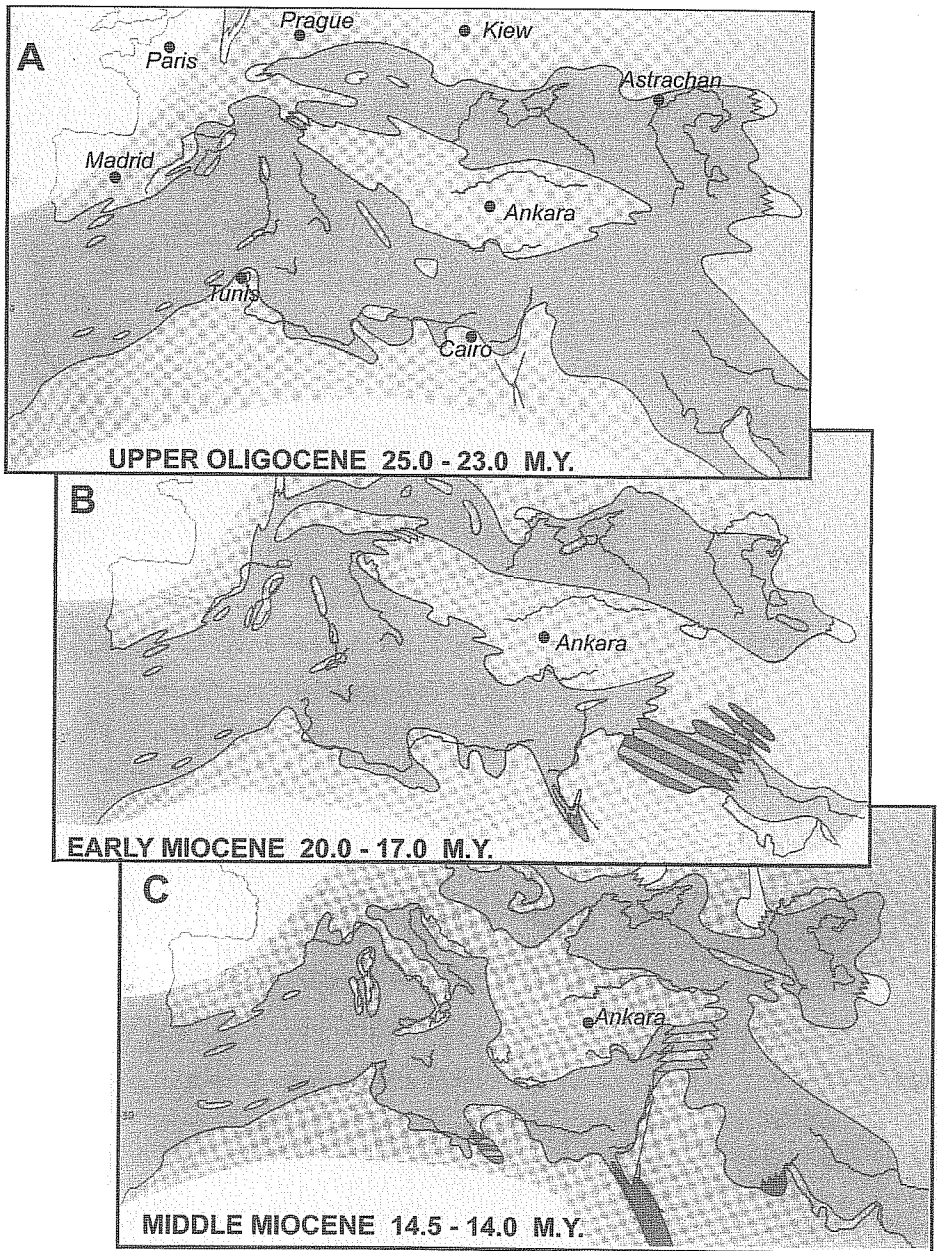 A
Prague
Kiew
Paris
Astrachan
Madrid
Ankara
Tunis
Cairo
UPPER OLIGOCENE 25.0 - 23.0 M.Y.
B
Ankara
EARLY MIOCENE 20.0 - 17.0 M.Y.
C
Ankara
MIDDLE MIOCENE 14.5 - 14.0 M.Y.